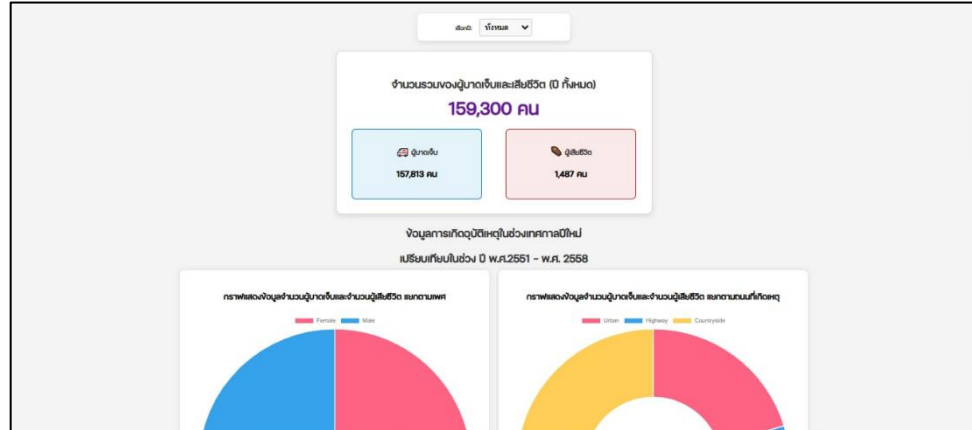 เลือกปี: ทั้งหมด
จำนวนรวมของผู้บาดเจ็บและเสียชีวิต (ปี ทั้งหมด)
159,300 คน
ผู้บาดเจ็บ
157,813 คน
ผู้เสียชีวิต
1,487 คน
ข้อมูลการเกิดอุบัติเหตุในช่วงเทศกาลปีใหม่
เปรียบเทียบในช่วง ปี พ.ศ.2551 - พ.ศ. 2558
กราฟแสดงข้อมูลจำนวนผู้บาดเจ็บและจำนวนผู้เสียชีวิต แยกตามเพศ
Female Male
กราฟแสดงข้อมูลจำนวนผู้บาดเจ็บและจำนวนผู้เสียชีวิต แยกตามถนนที่เกิดเหตุ
Urban Highway Countryside